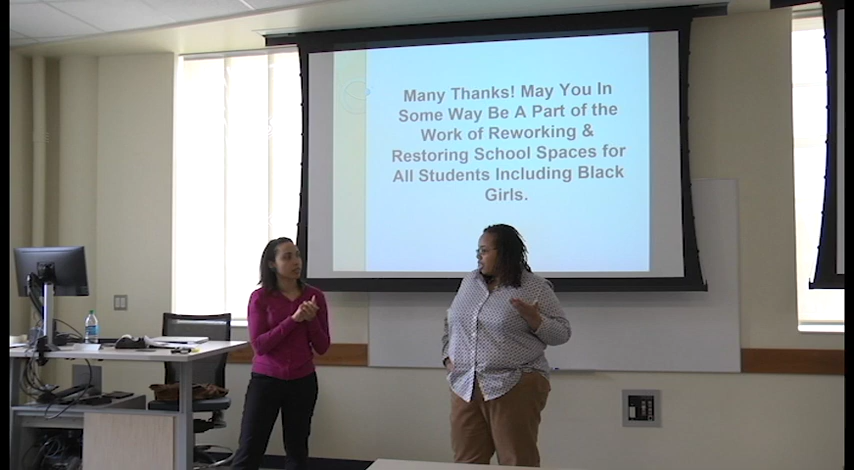 Many Thanks! May You In
Some Way Be A Part of the
Work of Reworking &
Restoring School Spaces for
All Students Including Black
Girls.